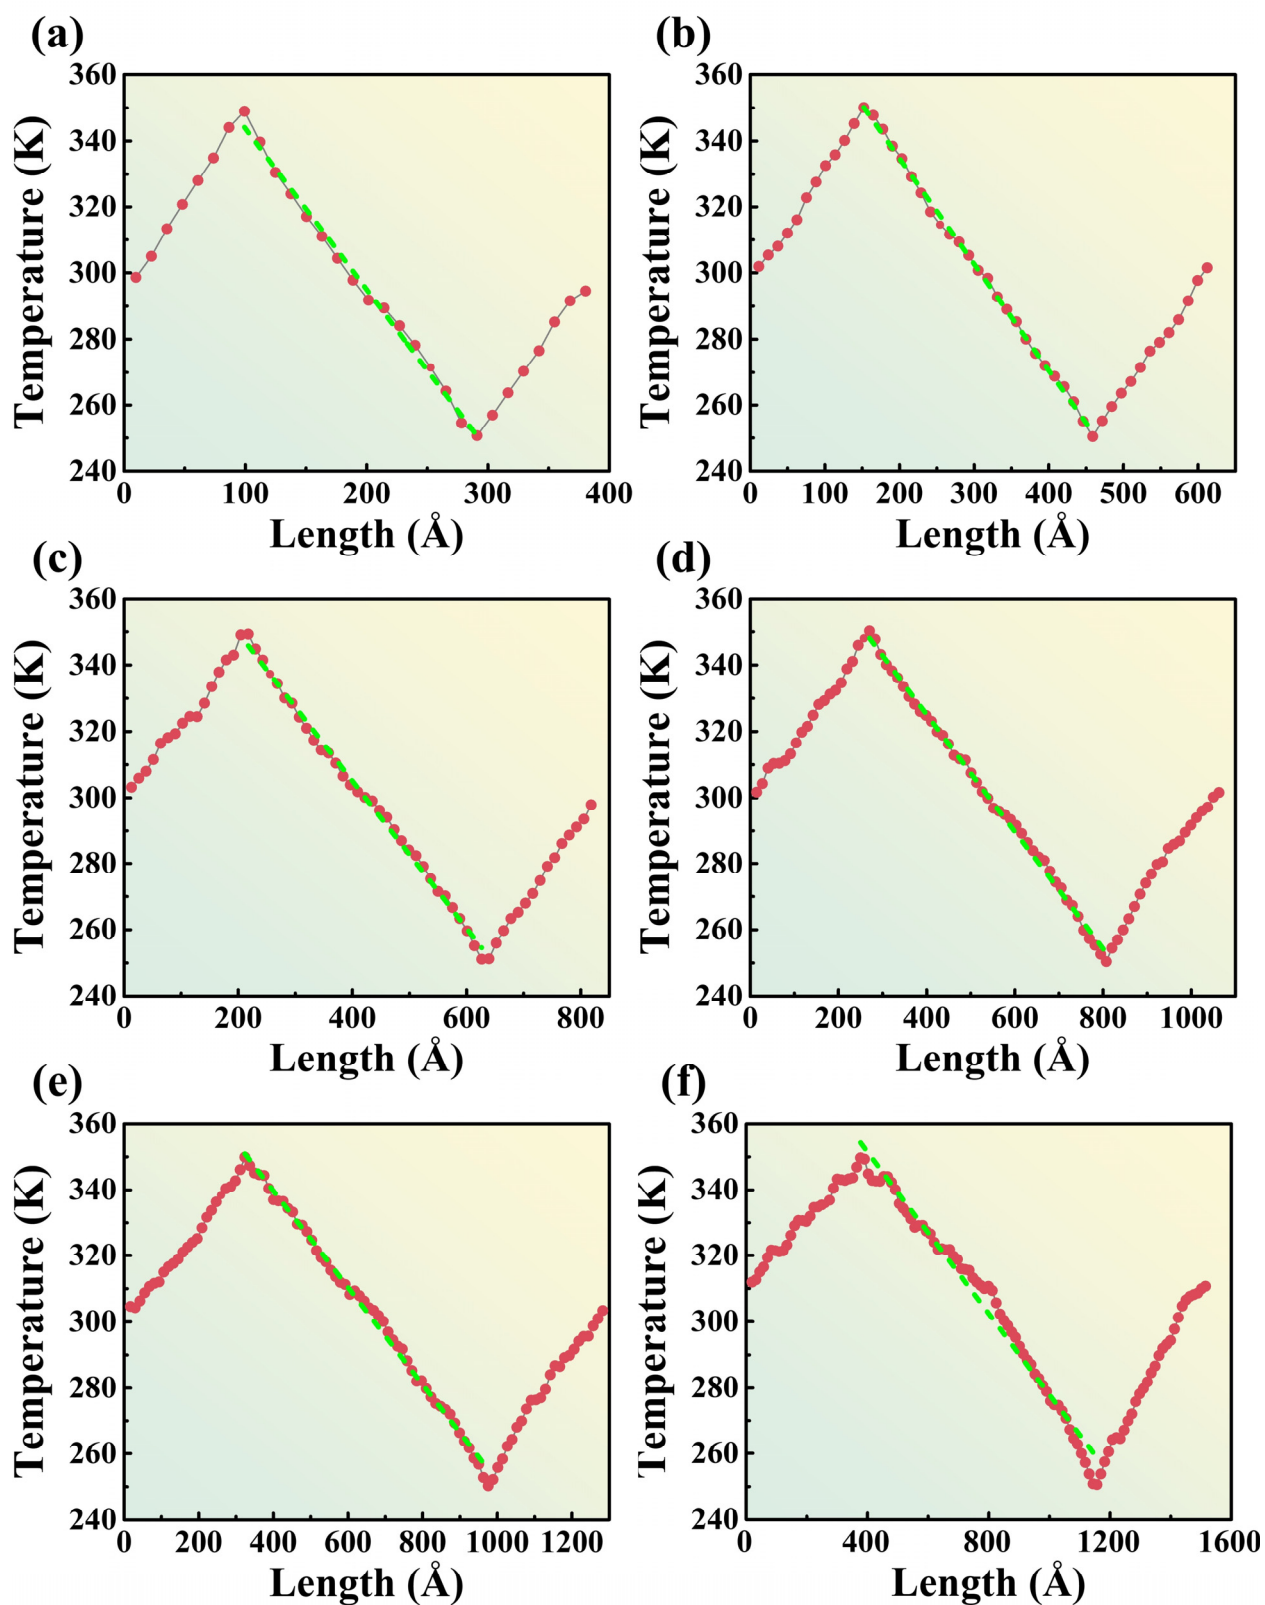 (a)
(b)
360
340
320
300
280
260
240
0 100 200 300 400
Temperature (K)
Length (Å)
360
340
320
300
280
260
240
0 100 200 300 400 500 600
Temperature (K)
Length (Å)
(c)
(d)
360
340
320
300
280
260
240
0 200 400 600 800
Temperature (K)
Length (Å)
360
340
320
300
280
260
240
0 200 400 600 800 1000
Temperature (K)
Length (Å)
(e)
(f)
360
340
320
300
280
260
240
0 200 400 600 800 1000 1200
Temperature (K)
Length (Å)
360
340
320
300
280
260
240
0 400 800 1200 1600
Temperature (K)
Length (Å)